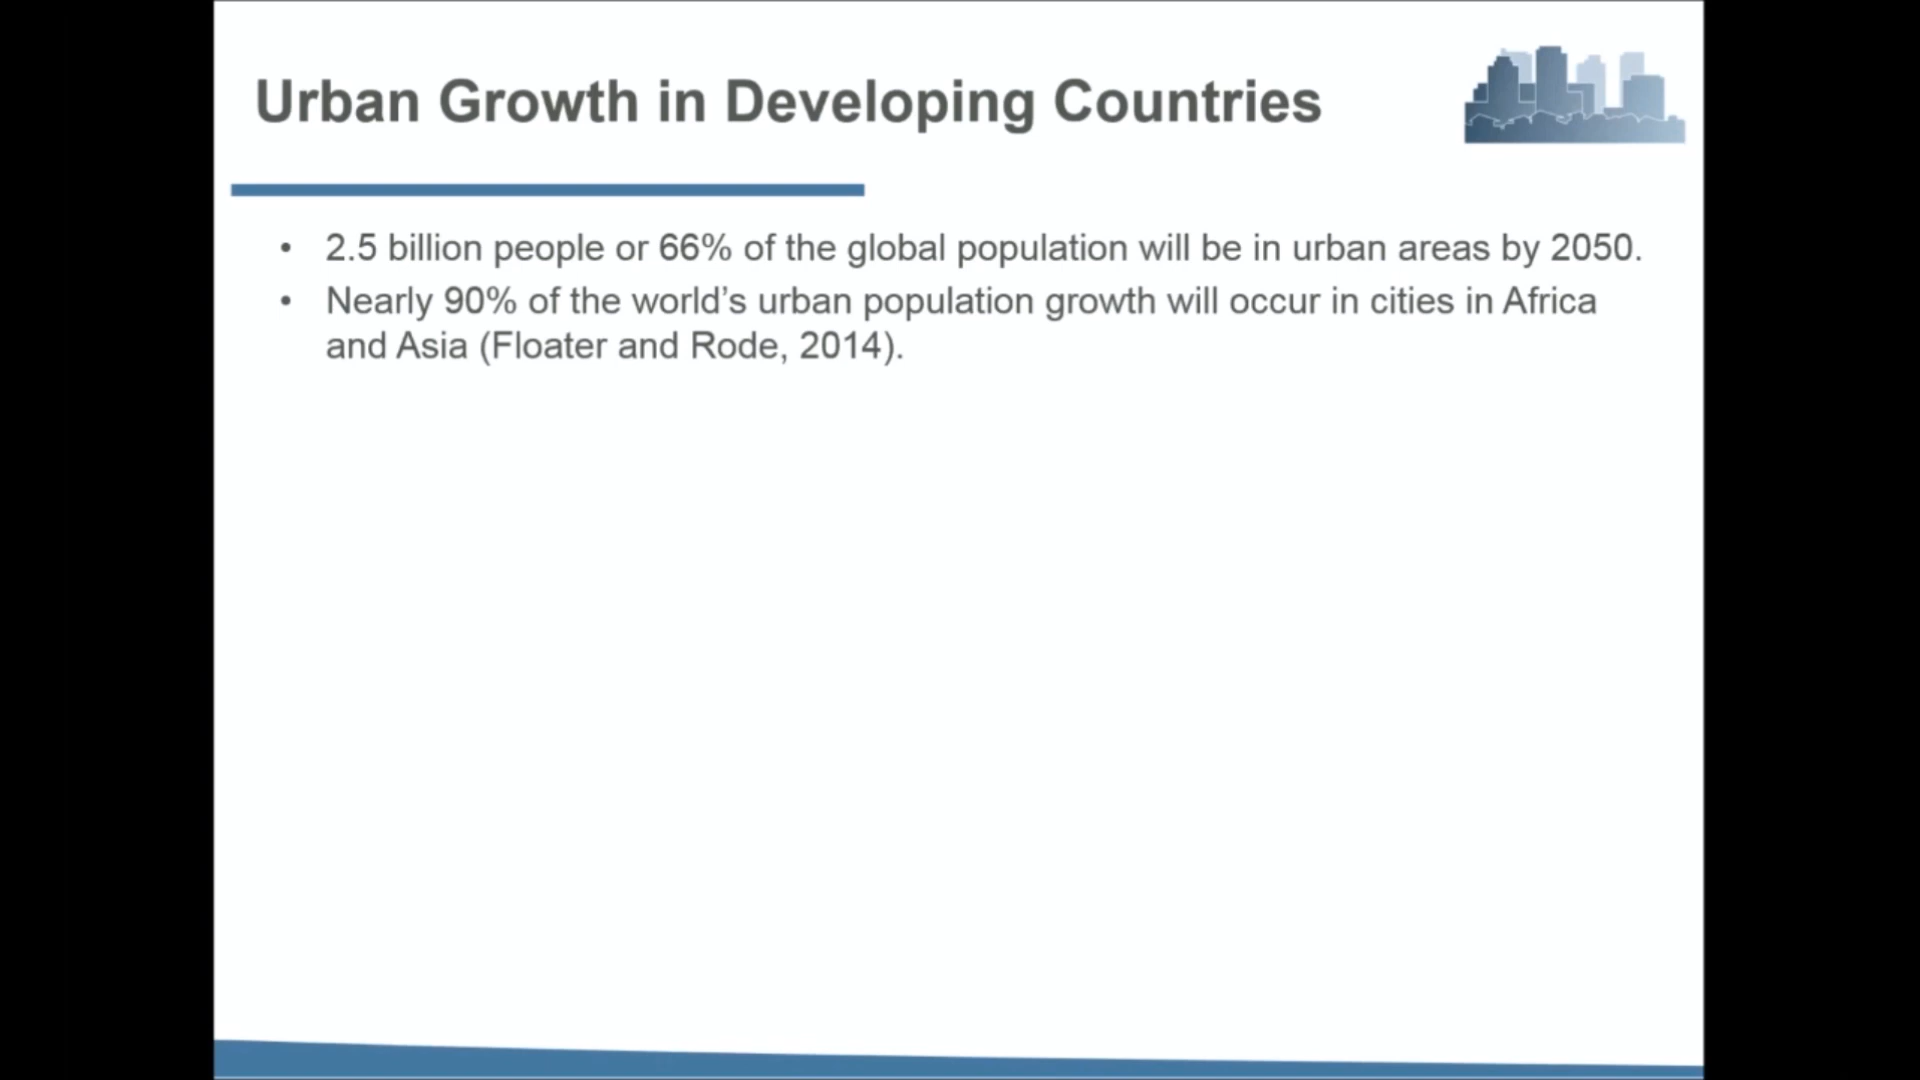 Urban Growth in Developing Countries
• 2.5 billion people or 66% of the global population will be in urban areas by 2050.
• Nearly 90% of the world’s urban population growth will occur in cities in Africa
and Asia (Floater and Rode, 2014).